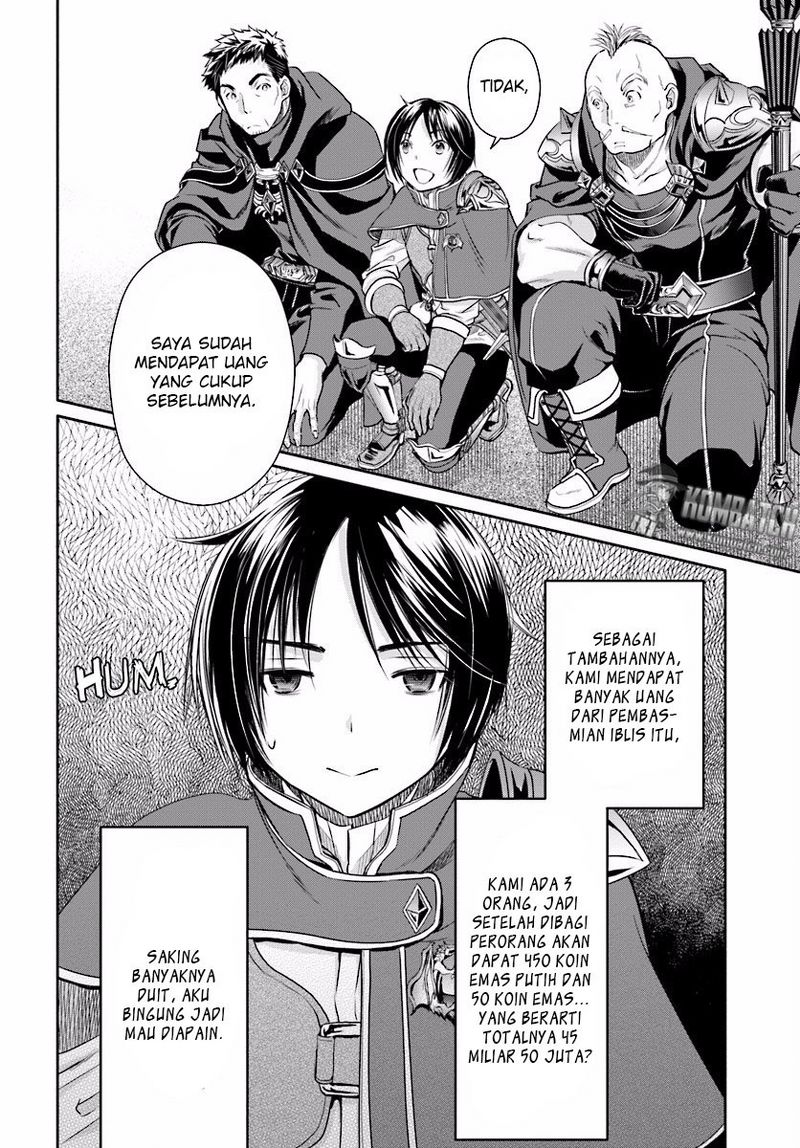 TIDAK,
SAYA SUDAH
MENDAPAT UANG
YANG CUKUP
SEBELUMNYA.
KOMBATCH
HUM,
SEBAGAI
TAMBAHANNYA,
KAMI MENDAPAT
BANYAK UANG
DARI PEMBAS-
MIAN IBLIS ITU,
KAMI ADA 3
ORANG, JADI
SETELAH DIBAGI
PERORANG AKAN
DAPAT 450 KOIN
EMAS PUTIH DAN
50 KOIN EMAS...
YANG BERARTI
TOTALNYA 45
MILIAR 50 JUTA?
SAKING
BANYAKNYA
DUIT, AKU
BINGUNG JADI
MAU DIAPAIN.